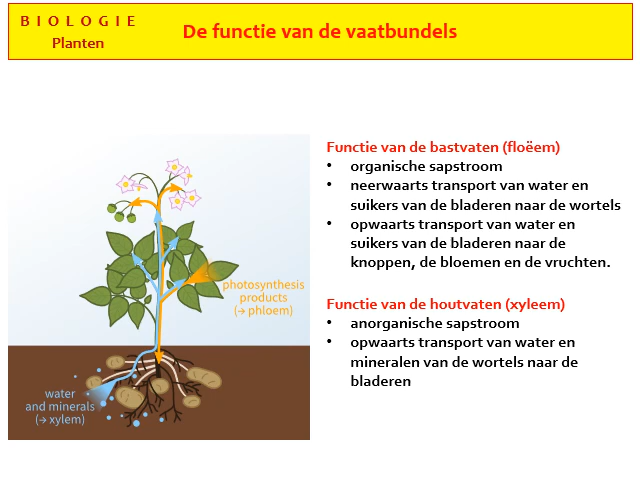 B I O L O G I E
Planten
De functie van de vaatbundels
Functie van de bastvaten (floëem)
• organische sapstroom
• neerwaarts transport van water en
suikers van de bladeren naar de wortels
• opwaarts transport van water en
suikers van de bladeren naar de
knoppen, de bloemen en de vruchten.
Functie van de houtvaten (xyleem)
• anorganische sapstroom
• opwaarts transport van water en
mineralen van de wortels naar de
bladeren
photosynthesis
products
(→ phloem)
water
and minerals
(→ xylem)